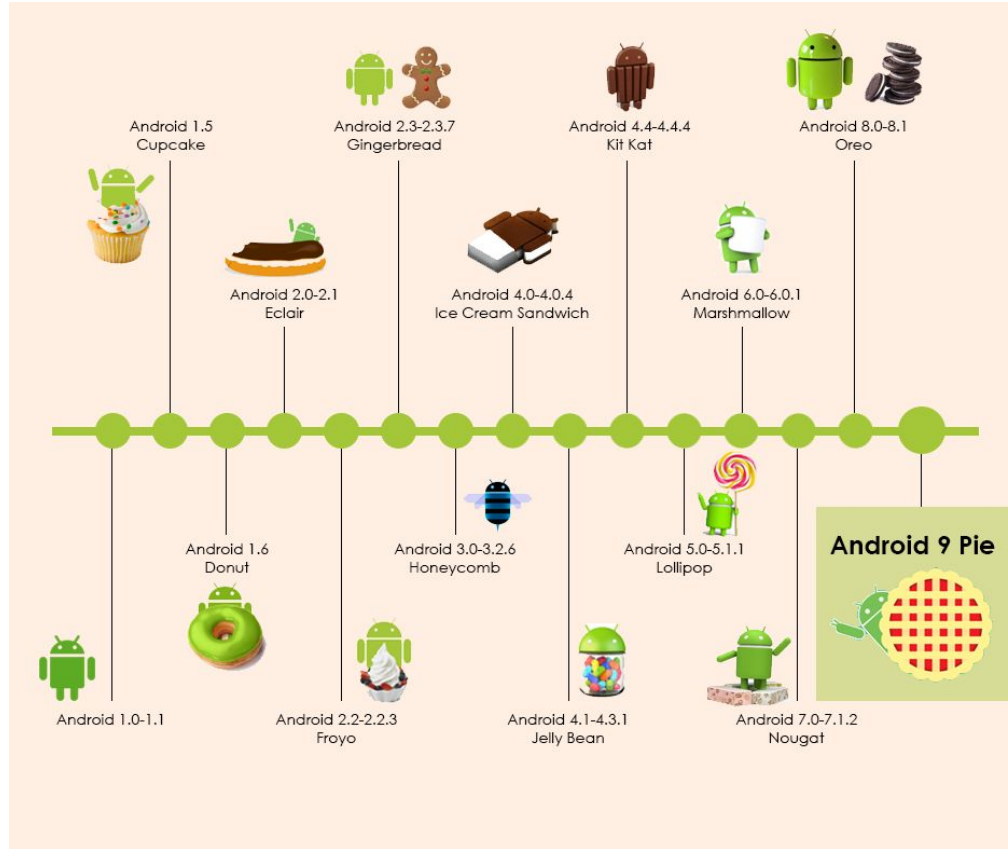 Android 2.3-2.3.7
Gingerbread
Android 4.4-4.4.4
Kit Kat
Android 8.0-8.1
Oreo
Android 1.5
Cupcake
Android 2.0-2.1
Eclair
Android 4.0-4.0.4
Ice Cream Sandwich
Android 6.0-6.0.1
Marshmallow
Android 1.6
Donut
Android 3.0-3.2.6
Honeycomb
Android 5.0-5.1.1
Lollipop
Android 9 Pie
Android 1.0-1.1
Android 2.2-2.2.3
Froyo
Android 4.1-4.3.1
Jelly Bean
Android 7.0-7.1.2
Nougat